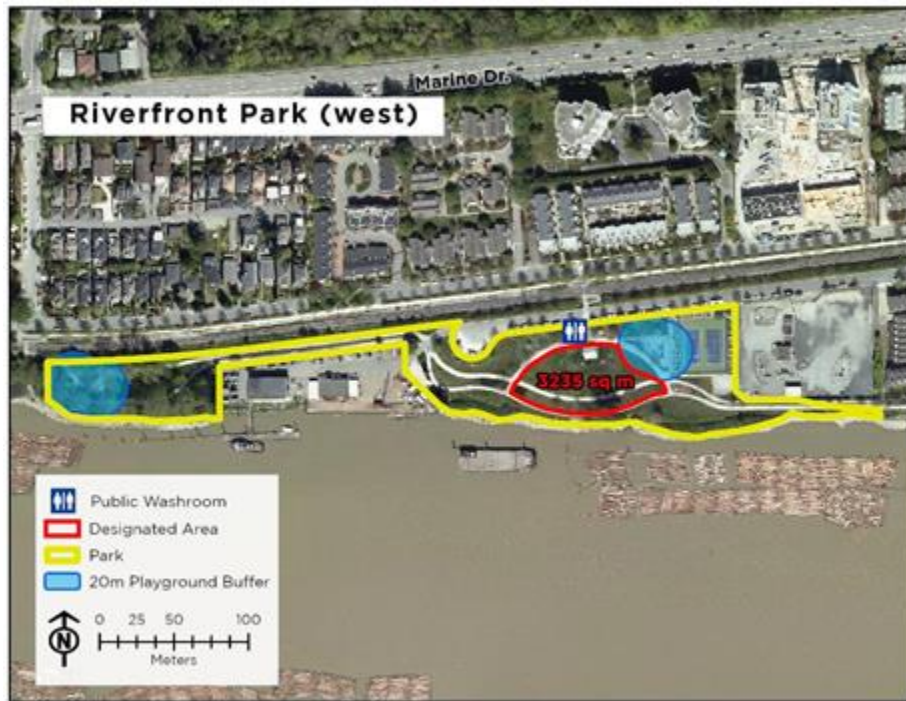 Marine Dr.
Riverfront Park (west)
3235 sq m
Public Washroom
Designated Area
Park
20m Playground Buffer
N
0 25 50 100
Meters